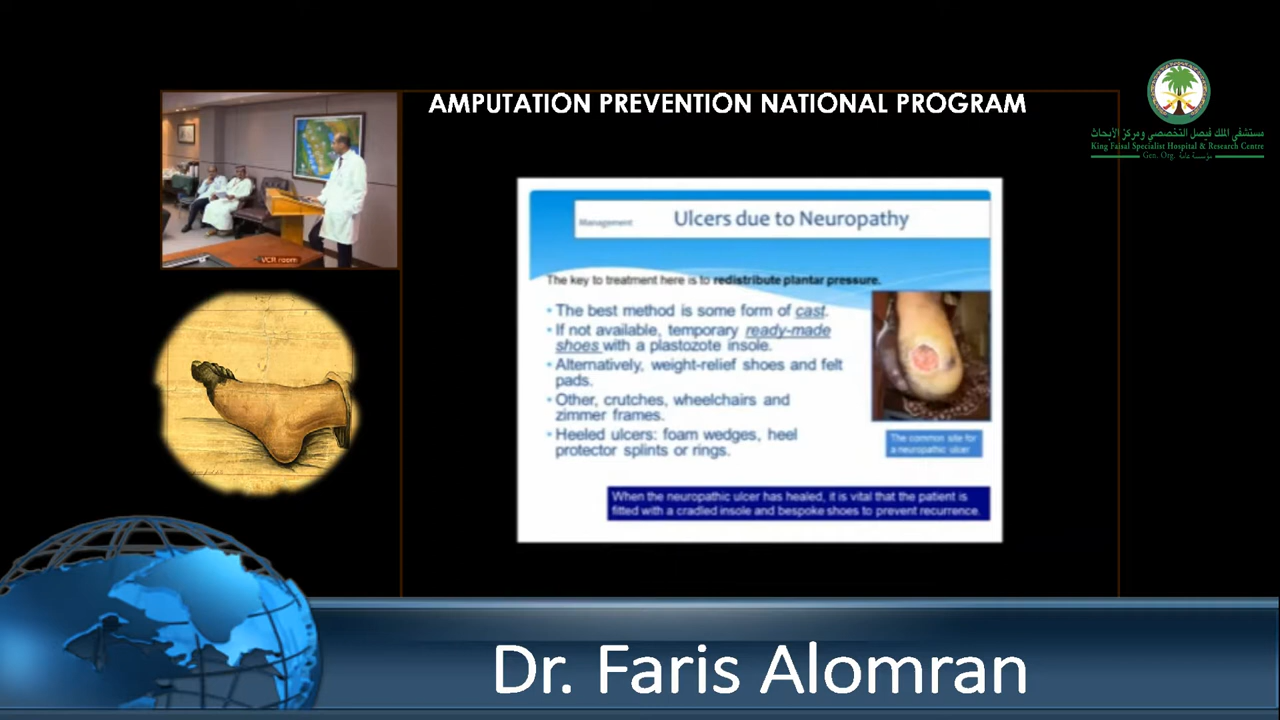 AMPUTATION PREVENTION NATIONAL PROGRAM
مستشفى الملك فيصل التخصصي ومركز الأبحاث
King Faisal Specialist Hospital & Research Centre
Gen. Org. مؤسسة عامة
VCR room
Management
Ulcers due to Neuropathy
The key to treatment here is to redistribute plantar pressure.
• The best method is some form of cast.
• If not available, temporary ready-made
shoes with a plastozote insole.
• Alternatively, weight-relief shoes and felt
pads.
• Other, crutches, wheelchairs and
zimmer frames.
• Heeled ulcers: foam wedges, heel
protector splints or rings.
The common site for
a neuropathic ulcer
When the neuropathic ulcer has healed, it is vital that the patient is
fitted with a cradled insole and bespoke shoes to prevent recurrence.
Dr. Faris Alomran